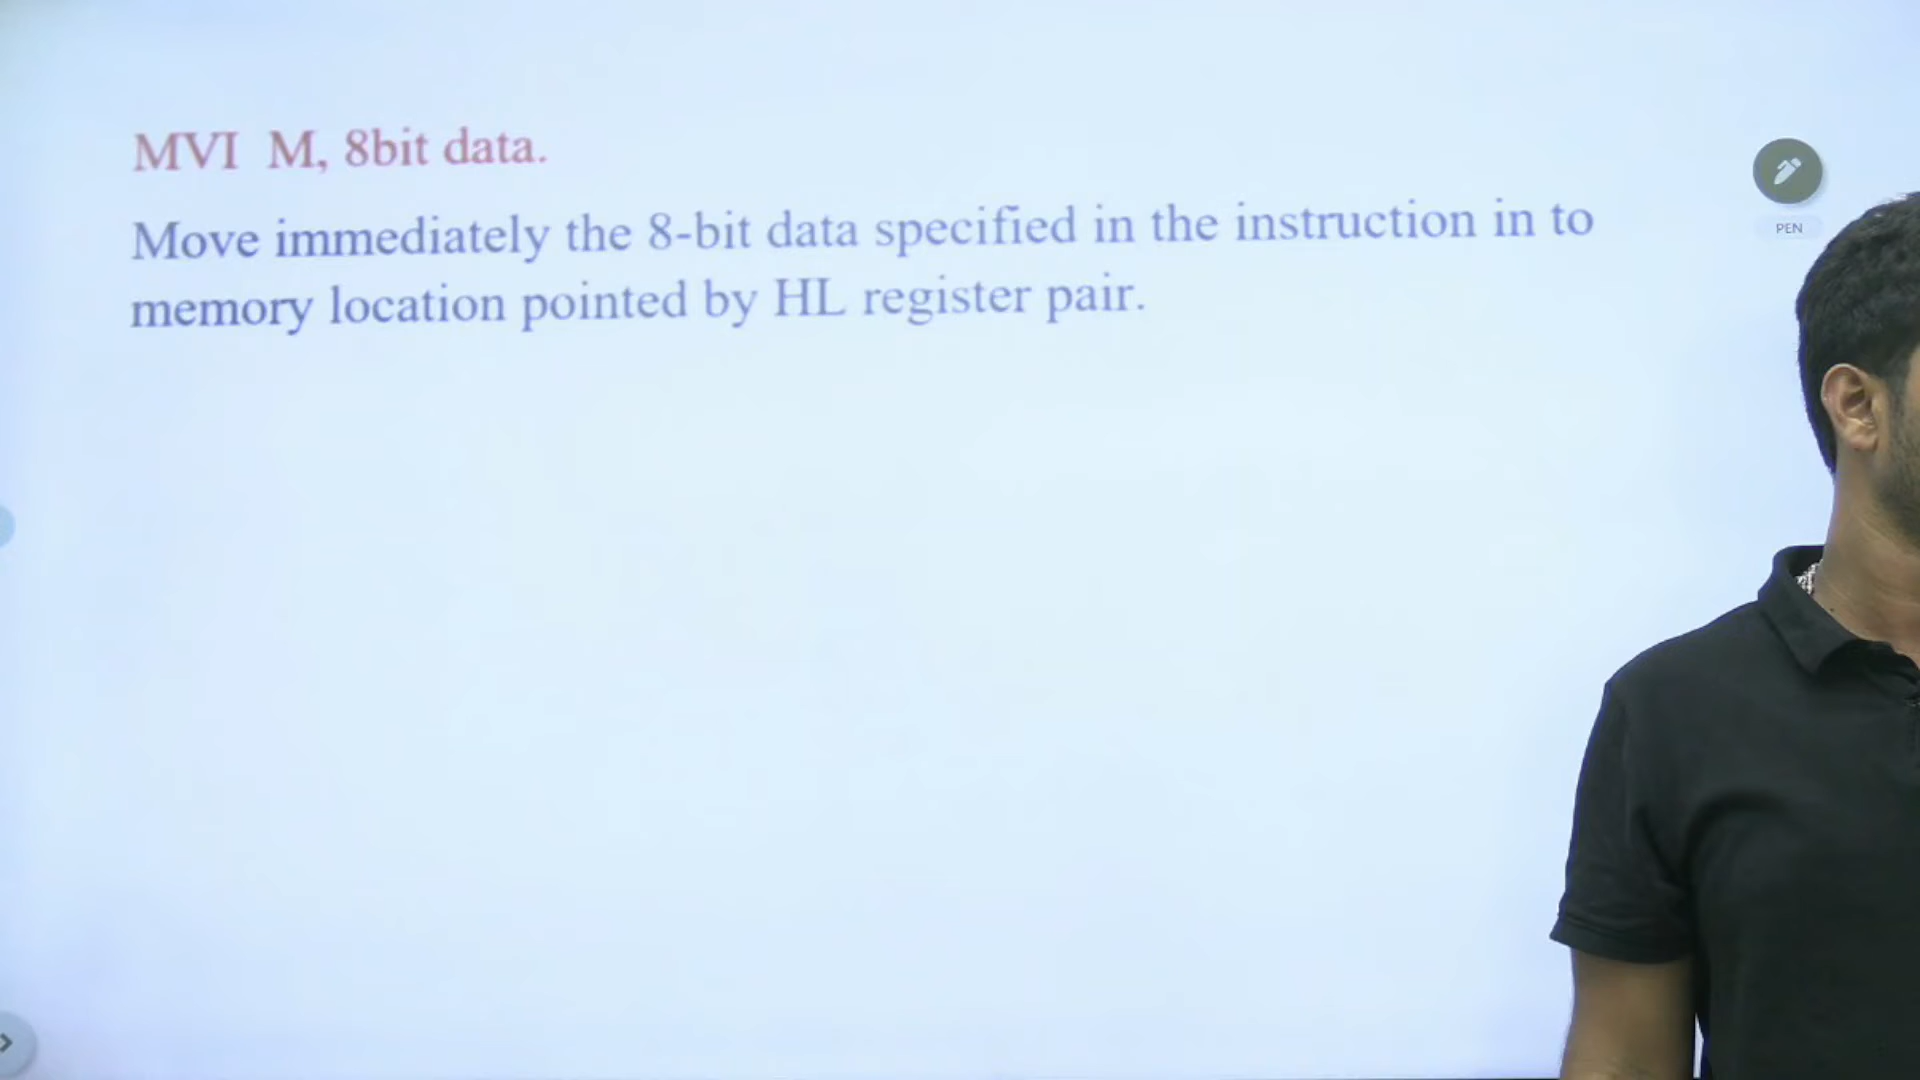 MVI M, 8bit data.
Move immediately the 8-bit data specified in the instruction in to
memory location pointed by HL register pair.
PEN